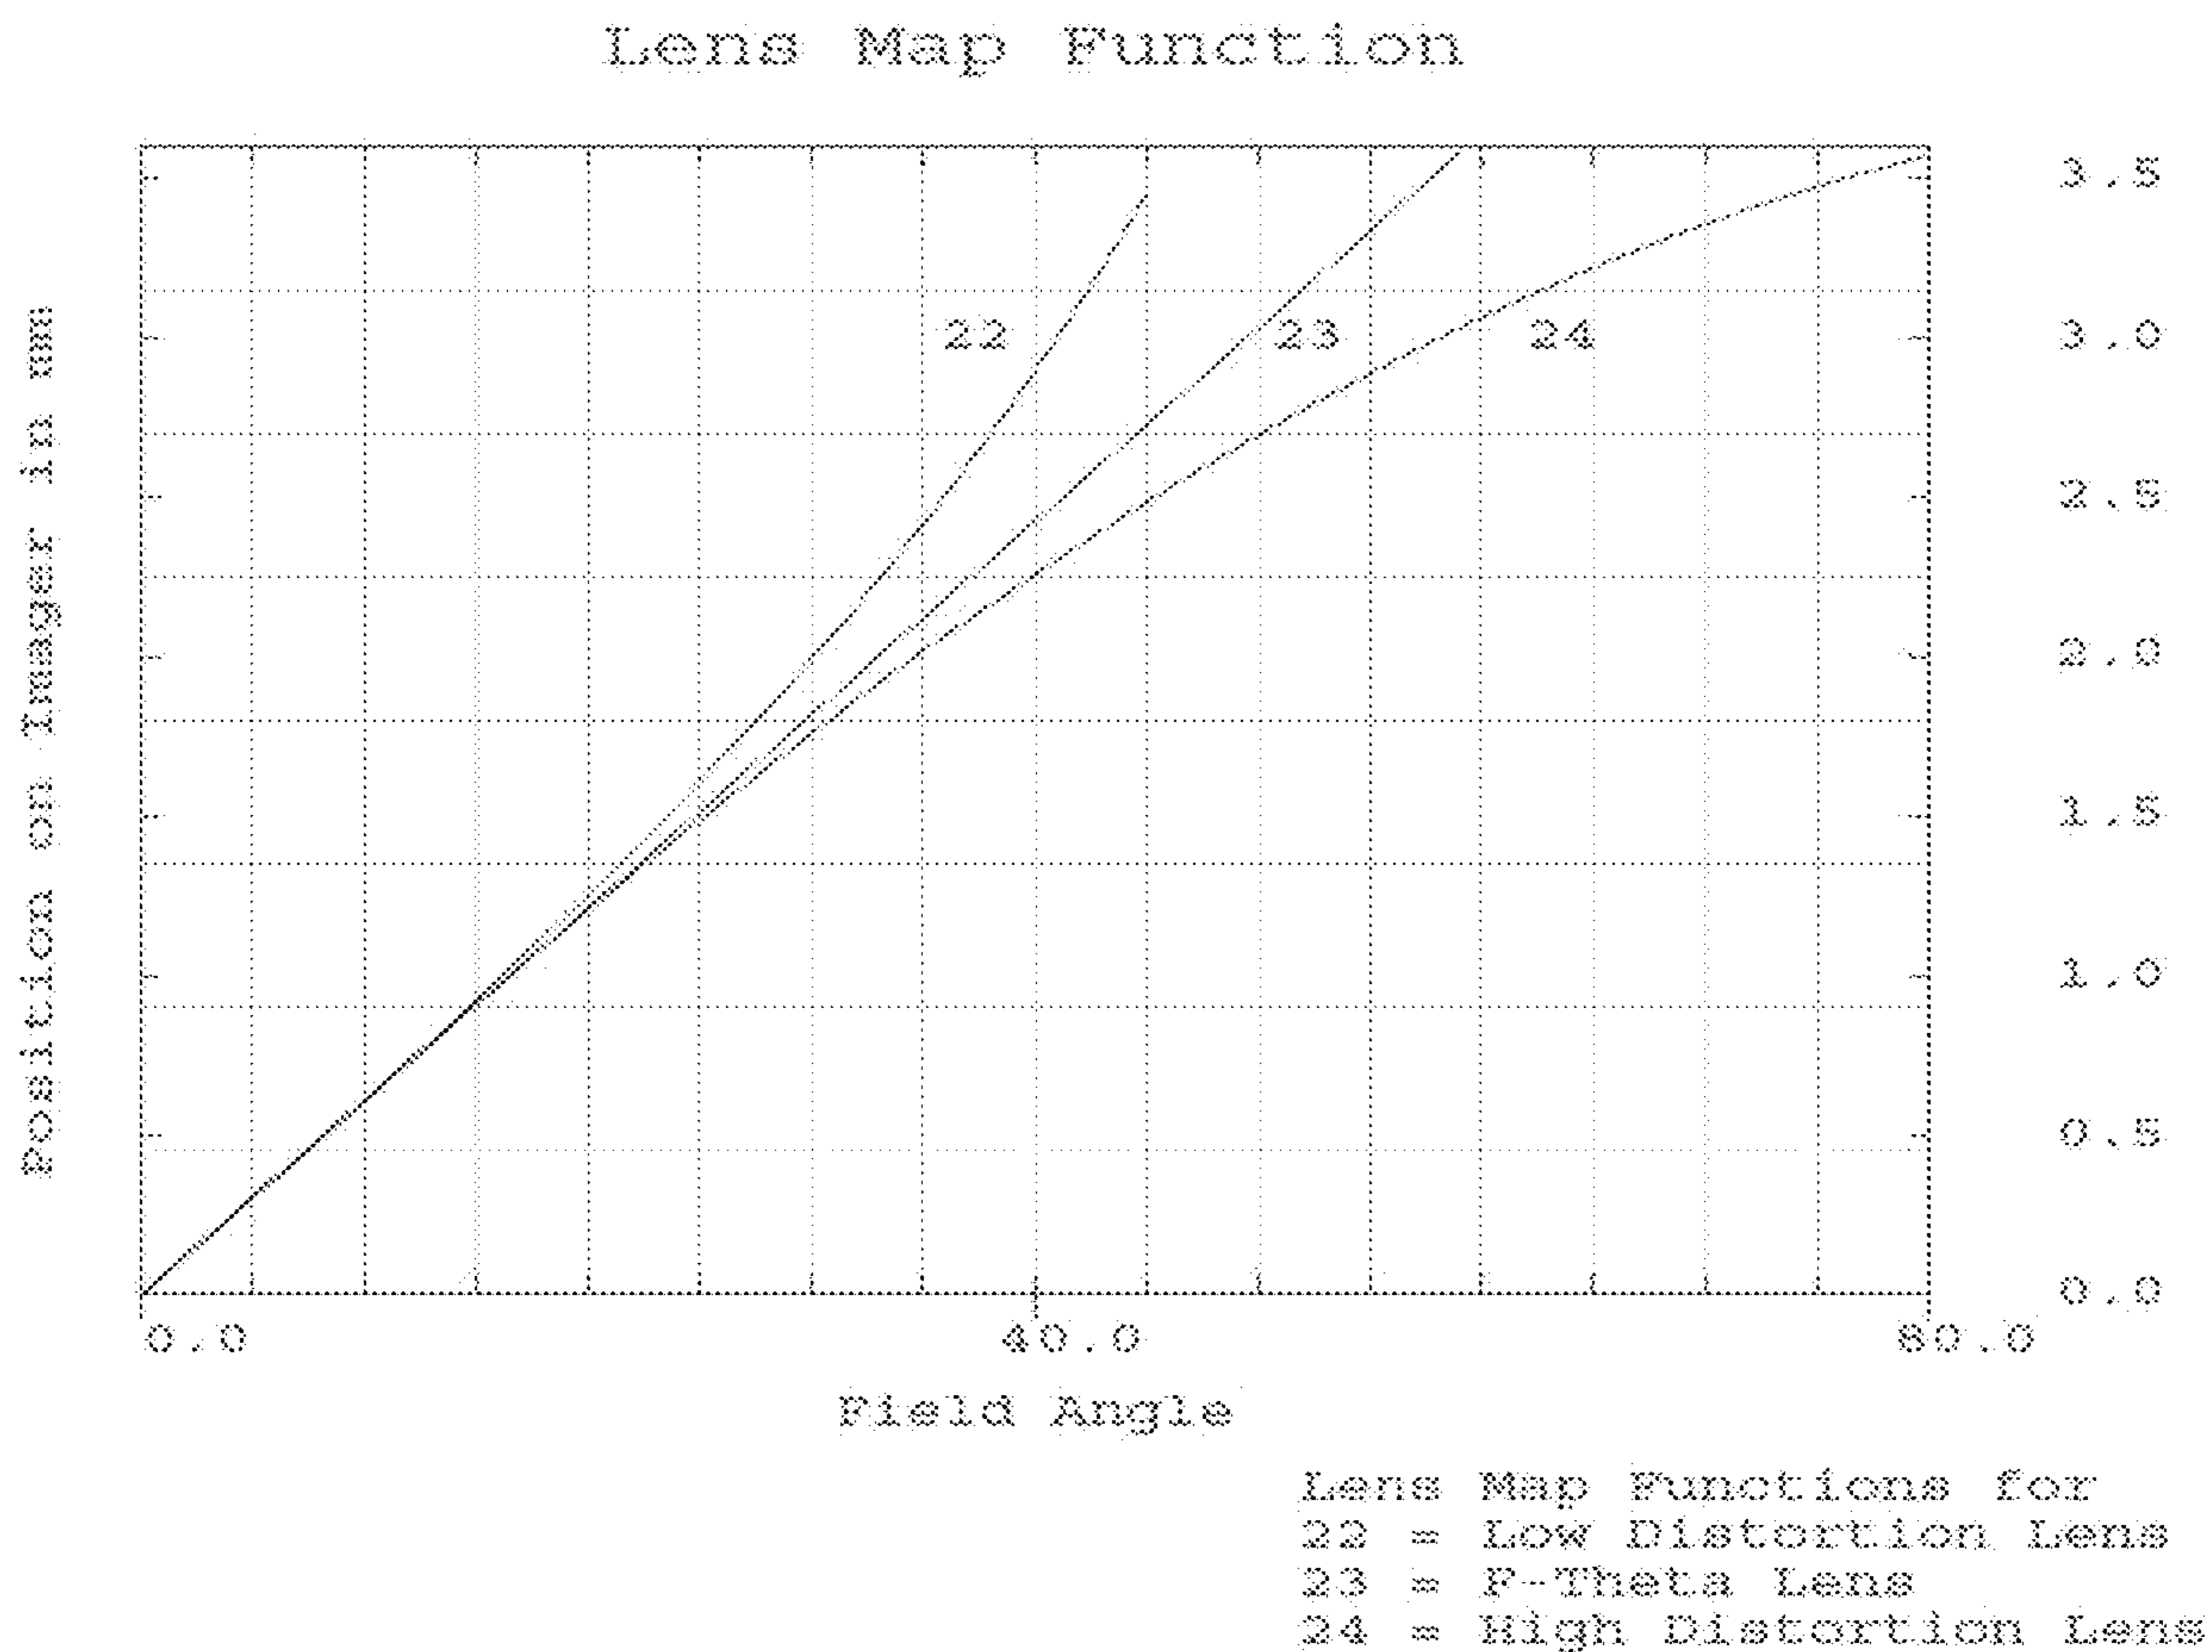 Lens Map Function
Position on Imager in mm
22
23
24
3.5
3.0
2.5
2.0
1.5
1.0
0.5
0.0
0.0
40.0
80.0
Field Angle
Lens Map Functions for
22 = Low Distortion Lens
23 = F-Theta Lens
24 = High Distortion Lens